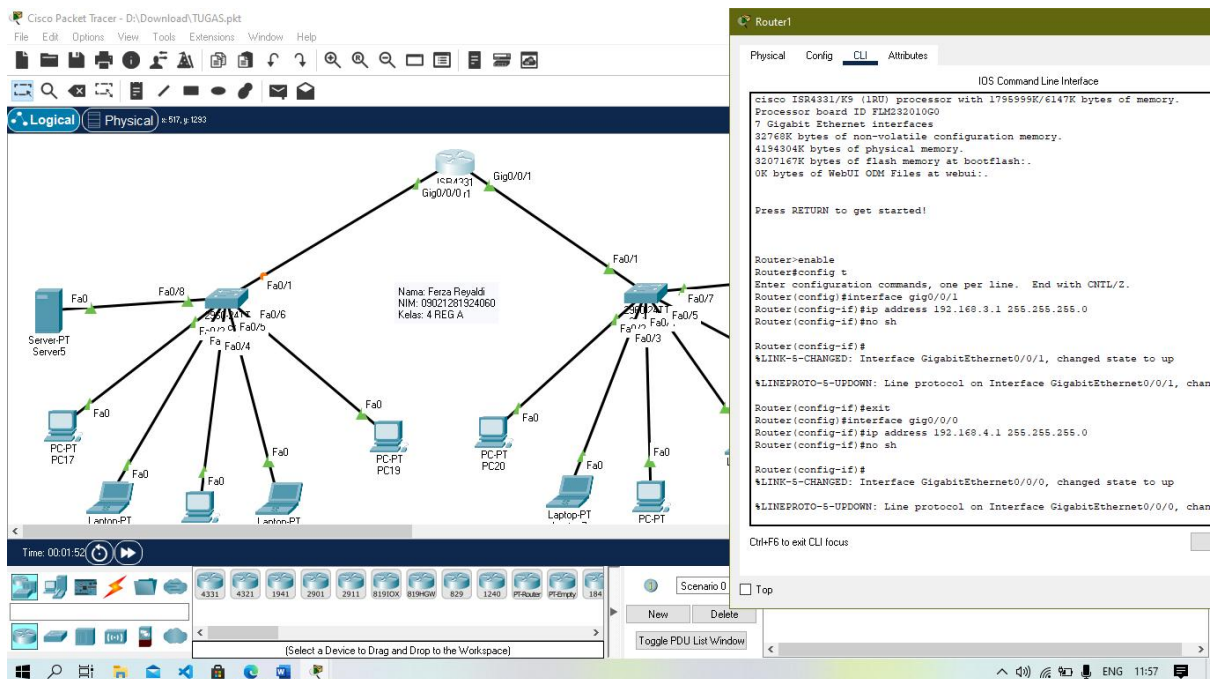 Cisco Packet Tracer - D:\Download\TUGAS.pkt
File Edit Options View Tools Extensions Window Help
Logical Physical x: 517, y: 1293
ISR4331
Gig0/0/0 r1
Gig0/0/1
Fa0/1
Fa0/1
Fa0
Fa0/8
Fa0/6
Fa0/5
Fa0/4
Server-PT
Server5
Nama: Ferza Reyaldi
NIM: 09021281924060
Kelas: 4 REG A
Fa0/7
Fa0/5
Fa0/3
Fa0
PC-PT
PC17
Fa0
Fa0
Fa0
Fa0
PC-PT
PC19
Fa0
PC-PT
PC20
Fa0
Fa0
Laptop-PT
PC-PT
Time: 00:01:52
4331 4321 1941 2901 2911 819IOX 819HGW 829 1240 PT-Router PT-Empty 184
(Select a Device to Drag and Drop to the Workspace)
Scenario 0
New Delete
Toggle PDU List Window
Router1
Physical Config CLI Attributes
IOS Command Line Interface
cisco ISR4331/K9 (1RU) processor with 1795999K/6147K bytes of memory.
Processor board ID FLM232010G0
7 Gigabit Ethernet interfaces
32768K bytes of non-volatile configuration memory.
4194304K bytes of physical memory.
3207167K bytes of flash memory at bootflash:.
0K bytes of WebUI ODM Files at webui:.
Press RETURN to get started!
Router>enable
Router#config t
Enter configuration commands, one per line. End with CNTL/Z.
Router(config)#interface gig0/0/1
Router(config-if)#ip address 192.168.3.1 255.255.255.0
Router(config-if)#no sh
Router(config-if)#
%LINK-5-CHANGED: Interface GigabitEthernet0/0/1, changed state to up
%LINEPROTO-5-UPDOWN: Line protocol on Interface GigabitEthernet0/0/1, chan
Router(config-if)#exit
Router(config)#interface gig0/0/0
Router(config-if)#ip address 192.168.4.1 255.255.255.0
Router(config-if)#no sh
Router(config-if)#
%LINK-5-CHANGED: Interface GigabitEthernet0/0/0, changed state to up
%LINEPROTO-5-UPDOWN: Line protocol on Interface GigabitEthernet0/0/0, chan
Ctrl+F6 to exit CLI focus
Top
ENG 11:57